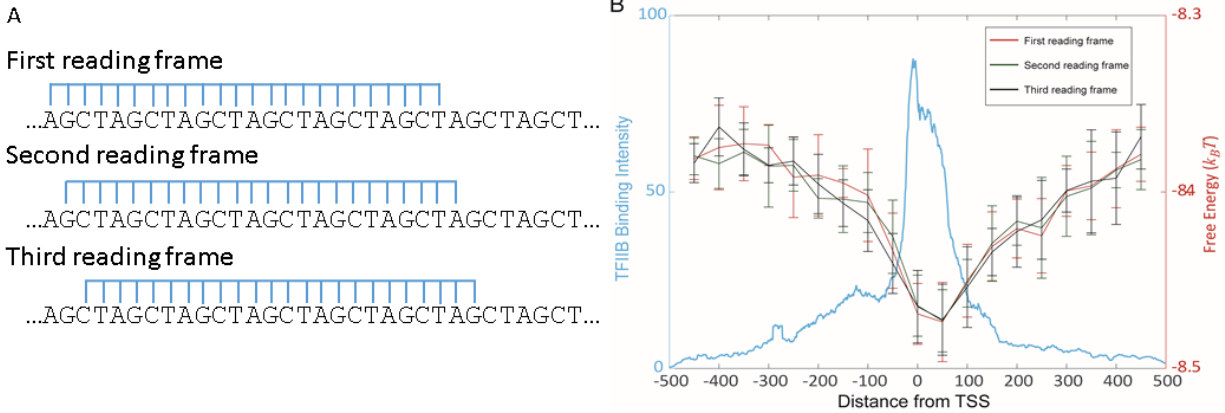 A
First reading frame
...AGCTAGCTAGCTAGCTAGCTAGCTAGCTAGCT...
Second reading frame
...AGCTAGCTAGCTAGCTAGCTAGCTAGCTAGCT...
Third reading frame
...AGCTAGCTAGCTAGCTAGCTAGCTAGCTAGCT...
B
100
50
0
TFIIB Binding Intensity
First reading frame
Second reading frame
Third reading frame
-8.3
-84
-8.5
Free Energy (k_BT)
-500 -400 -300 -200 -100 0 100 200 300 400 500
Distance from TSS